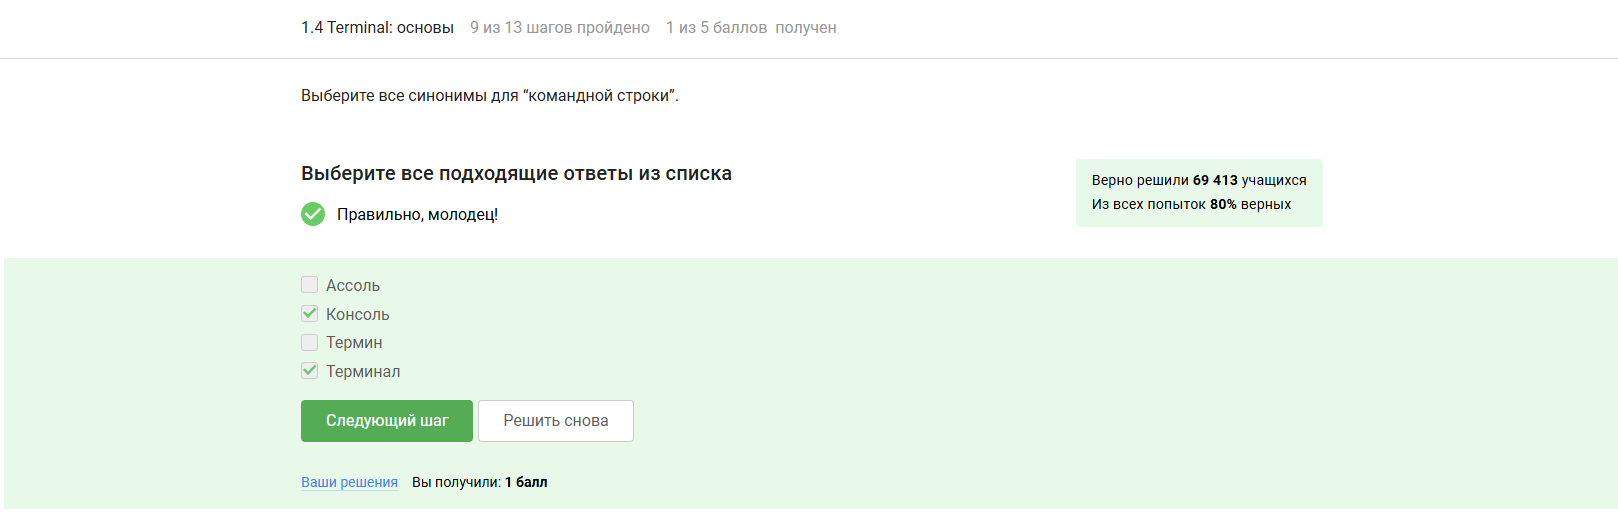 1.4 Terminal: основы 9 из 13 шагов пройдено 1 из 5 баллов получен
Выберите все синонимы для “командной строки”.
Выберите все подходящие ответы из списка
Правильно, молодец!
Верно решили 69 413 учащихся
Из всех попыток 80% верных
Ассоль
Консоль
Термин
Терминал
Следующий шаг Решить снова
Ваши решения Вы получили: 1 балл